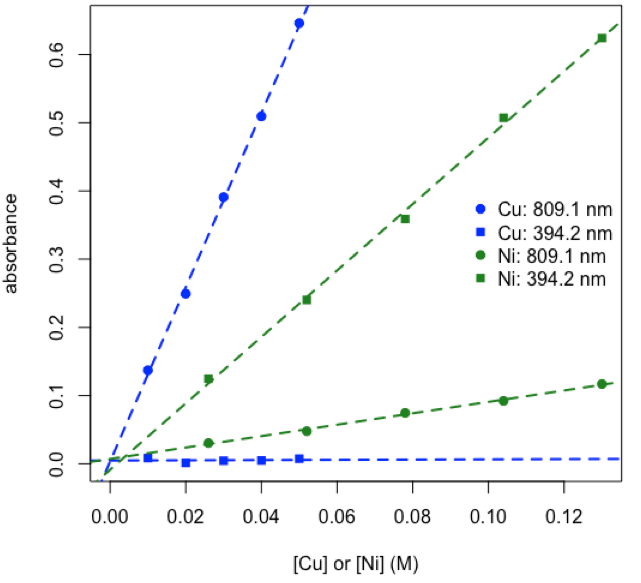 0.6
0.5
0.4
0.3
0.2
0.1
0.0
absorbance
Cu: 809.1 nm
Cu: 394.2 nm
Ni: 809.1 nm
Ni: 394.2 nm
0.00 0.02 0.04 0.06 0.08 0.10 0.12
[Cu] or [Ni] (M)